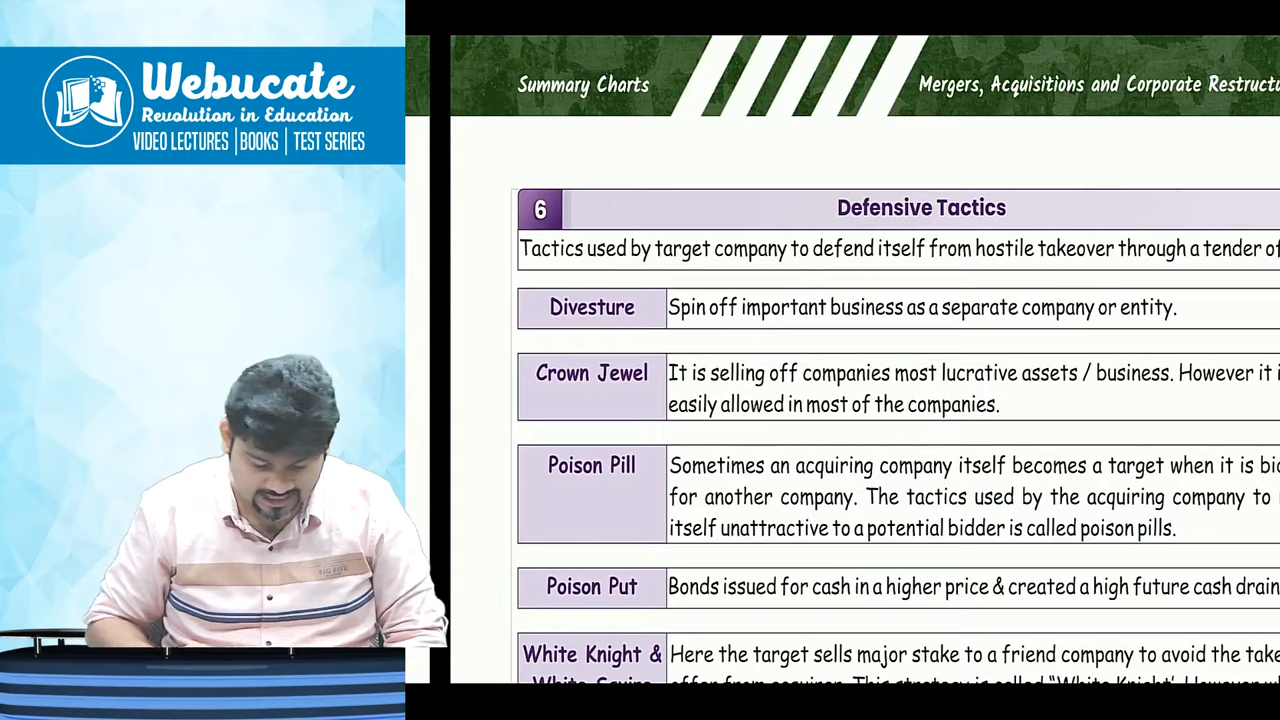 Webucate
Revolution in Education
VIDEO LECTURES | BOOKS | TEST SERIES
Summary Charts
Mergers, Acquisitions and Corporate
6
Defensive Tactics
Tactics used by target company to defend itself from hostile takeover through a tender
Divesture
Spin off important business as a separate company or entity.
Crown Jewel
It is selling off companies most lucrative assets / business. However it
easily allowed in most of the companies.
Poison Pill
Sometimes an acquiring company itself becomes a target when it is
for another company. The tactics used by the acquiring company to
itself unattractive to a potential bidder is called poison pills.
Poison Put
Bonds issued for cash in a higher price & created a high future cash drain
White Knight &
Here the target sells major stake to a friend company to avoid the